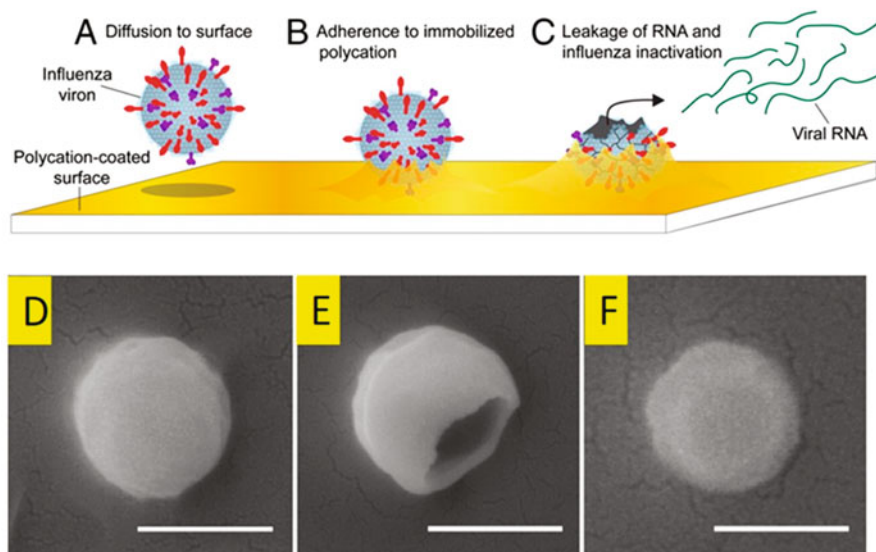 A Diffusion to surface
Influenza
viron
Polycation-coated
surface
B Adherence to immobilized
polycation
C Leakage of RNA and
influenza inactivation
Viral RNA
D
E
F